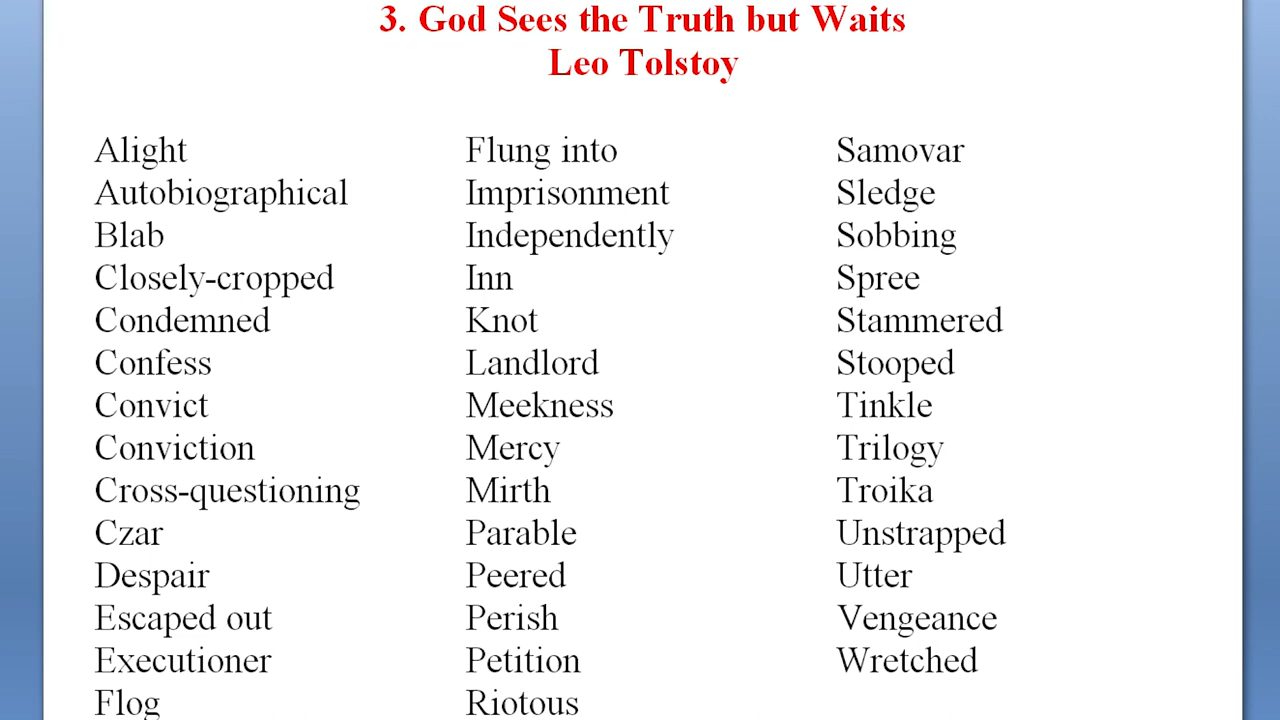 3. God Sees the Truth but Waits
Leo Tolstoy
Alight
Autobiographical
Blab
Closely-cropped
Condemned
Confess
Convict
Conviction
Cross-questioning
Czar
Despair
Escaped out
Executioner
Flog
Flung into
Imprisonment
Independently
Inn
Knot
Landlord
Meekness
Mercy
Mirth
Parable
Peered
Perish
Petition
Riotous
Samovar
Sledge
Sobbing
Spree
Stammered
Stooped
Tinkle
Trilogy
Troika
Unstrapped
Utter
Vengeance
Wretched